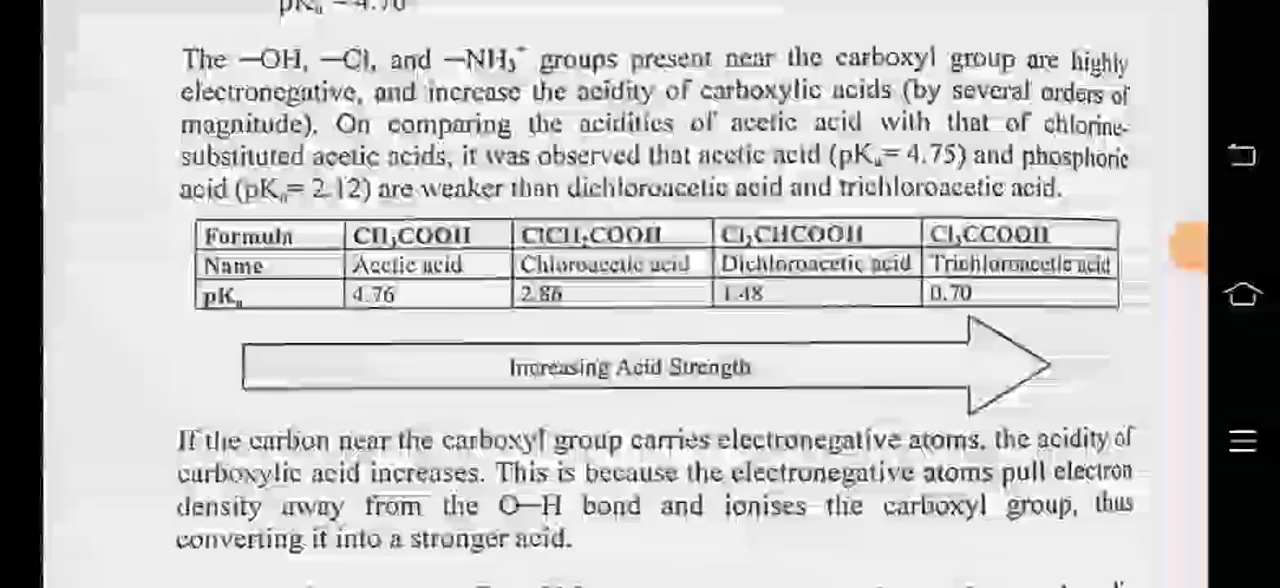 The —OH, —Cl, and —NH₃⁺ groups present near the carboxyl group are highly
electronegative, and increase the acidity of carboxylic acids (by several orders of
magnitude). On comparing the acidities of acetic acid with that of chlorine-
substituted acetic acids, it was observed that acetic acid (pKₐ= 4.75) and phosphoric
acid (pKₐ= 2.12) are weaker than dichloroacetic acid and trichloroacetic acid.
Formula CH₃COOH ClCH₂COOH Cl₂CHCOOH Cl₃CCOOH
Name Acetic acid Chloroacetic acid Dichloroacetic acid Trichloroacetic acid
pKₐ 4.76 2.86 1.48 0.70
Increasing Acid Strength
If the carbon near the carboxyl group carries electronegative atoms, the acidity of
carboxylic acid increases. This is because the electronegative atoms pull electron
density away from the O—H bond and ionises the carboxyl group, thus
converting it into a stronger acid.